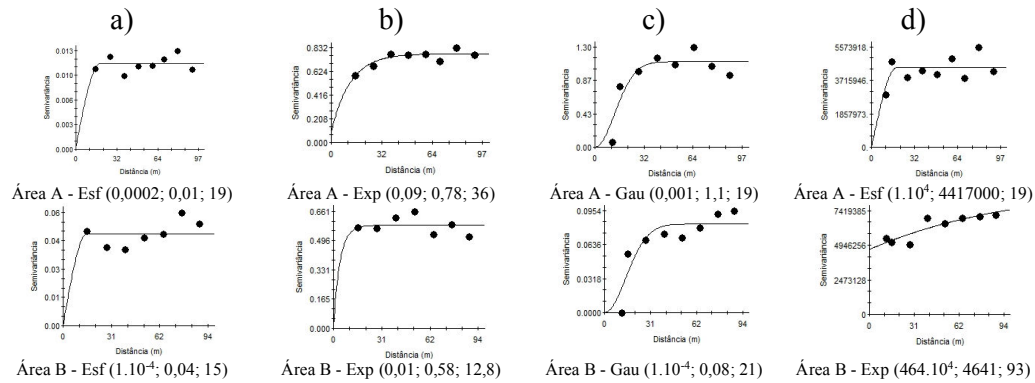 a) b) c) d)
0.013
0.010
0.006
0.003
0.000
Semivariância
0 32 64 97
Distância (m)
0.832
0.624
0.416
0.208
0.000
Semivariância
0 32 64 97
Distância (m)
1.30
0.87
0.43
0.00
Semivariância
0 32 64 97
Distância (m)
5573918.
3715946.
1857973.
0
Semivariância
0 32 64 97
Distância (m)
Área A - Esf (0,0002; 0,01; 19) Área A - Exp (0,09; 0,78; 36) Área A - Gau (0,001; 1,1; 19) Área A - Esf (1.10⁴; 4417000; 19)
0.06
0.04
0.03
0.01
0.00
Semivariância
0 31 62 94
Distância (m)
0.661
0.496
0.331
0.165
0.000
Semivariância
0 31 62 94
Distância (m)
0.0954
0.0636
0.0318
0.0000
Semivariância
0 31 62 94
Distância (m)
7419385
4946256
2473128
0
Semivariância
0 31 62 94
Distância (m)
Área B - Esf (1.10⁻⁴; 0,04; 15) Área B - Exp (0,01; 0,58; 12,8) Área B - Gau (1.10⁻⁴; 0,08; 21) Área B - Exp (464.10⁴; 4641; 93)